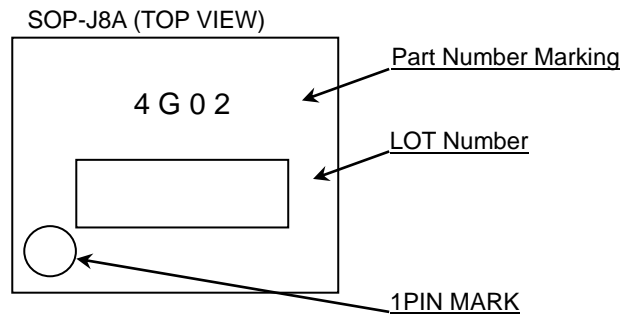 SOP-J8A (TOP VIEW)
Part Number Marking
4 G 0 2
LOT Number
1PIN MARK